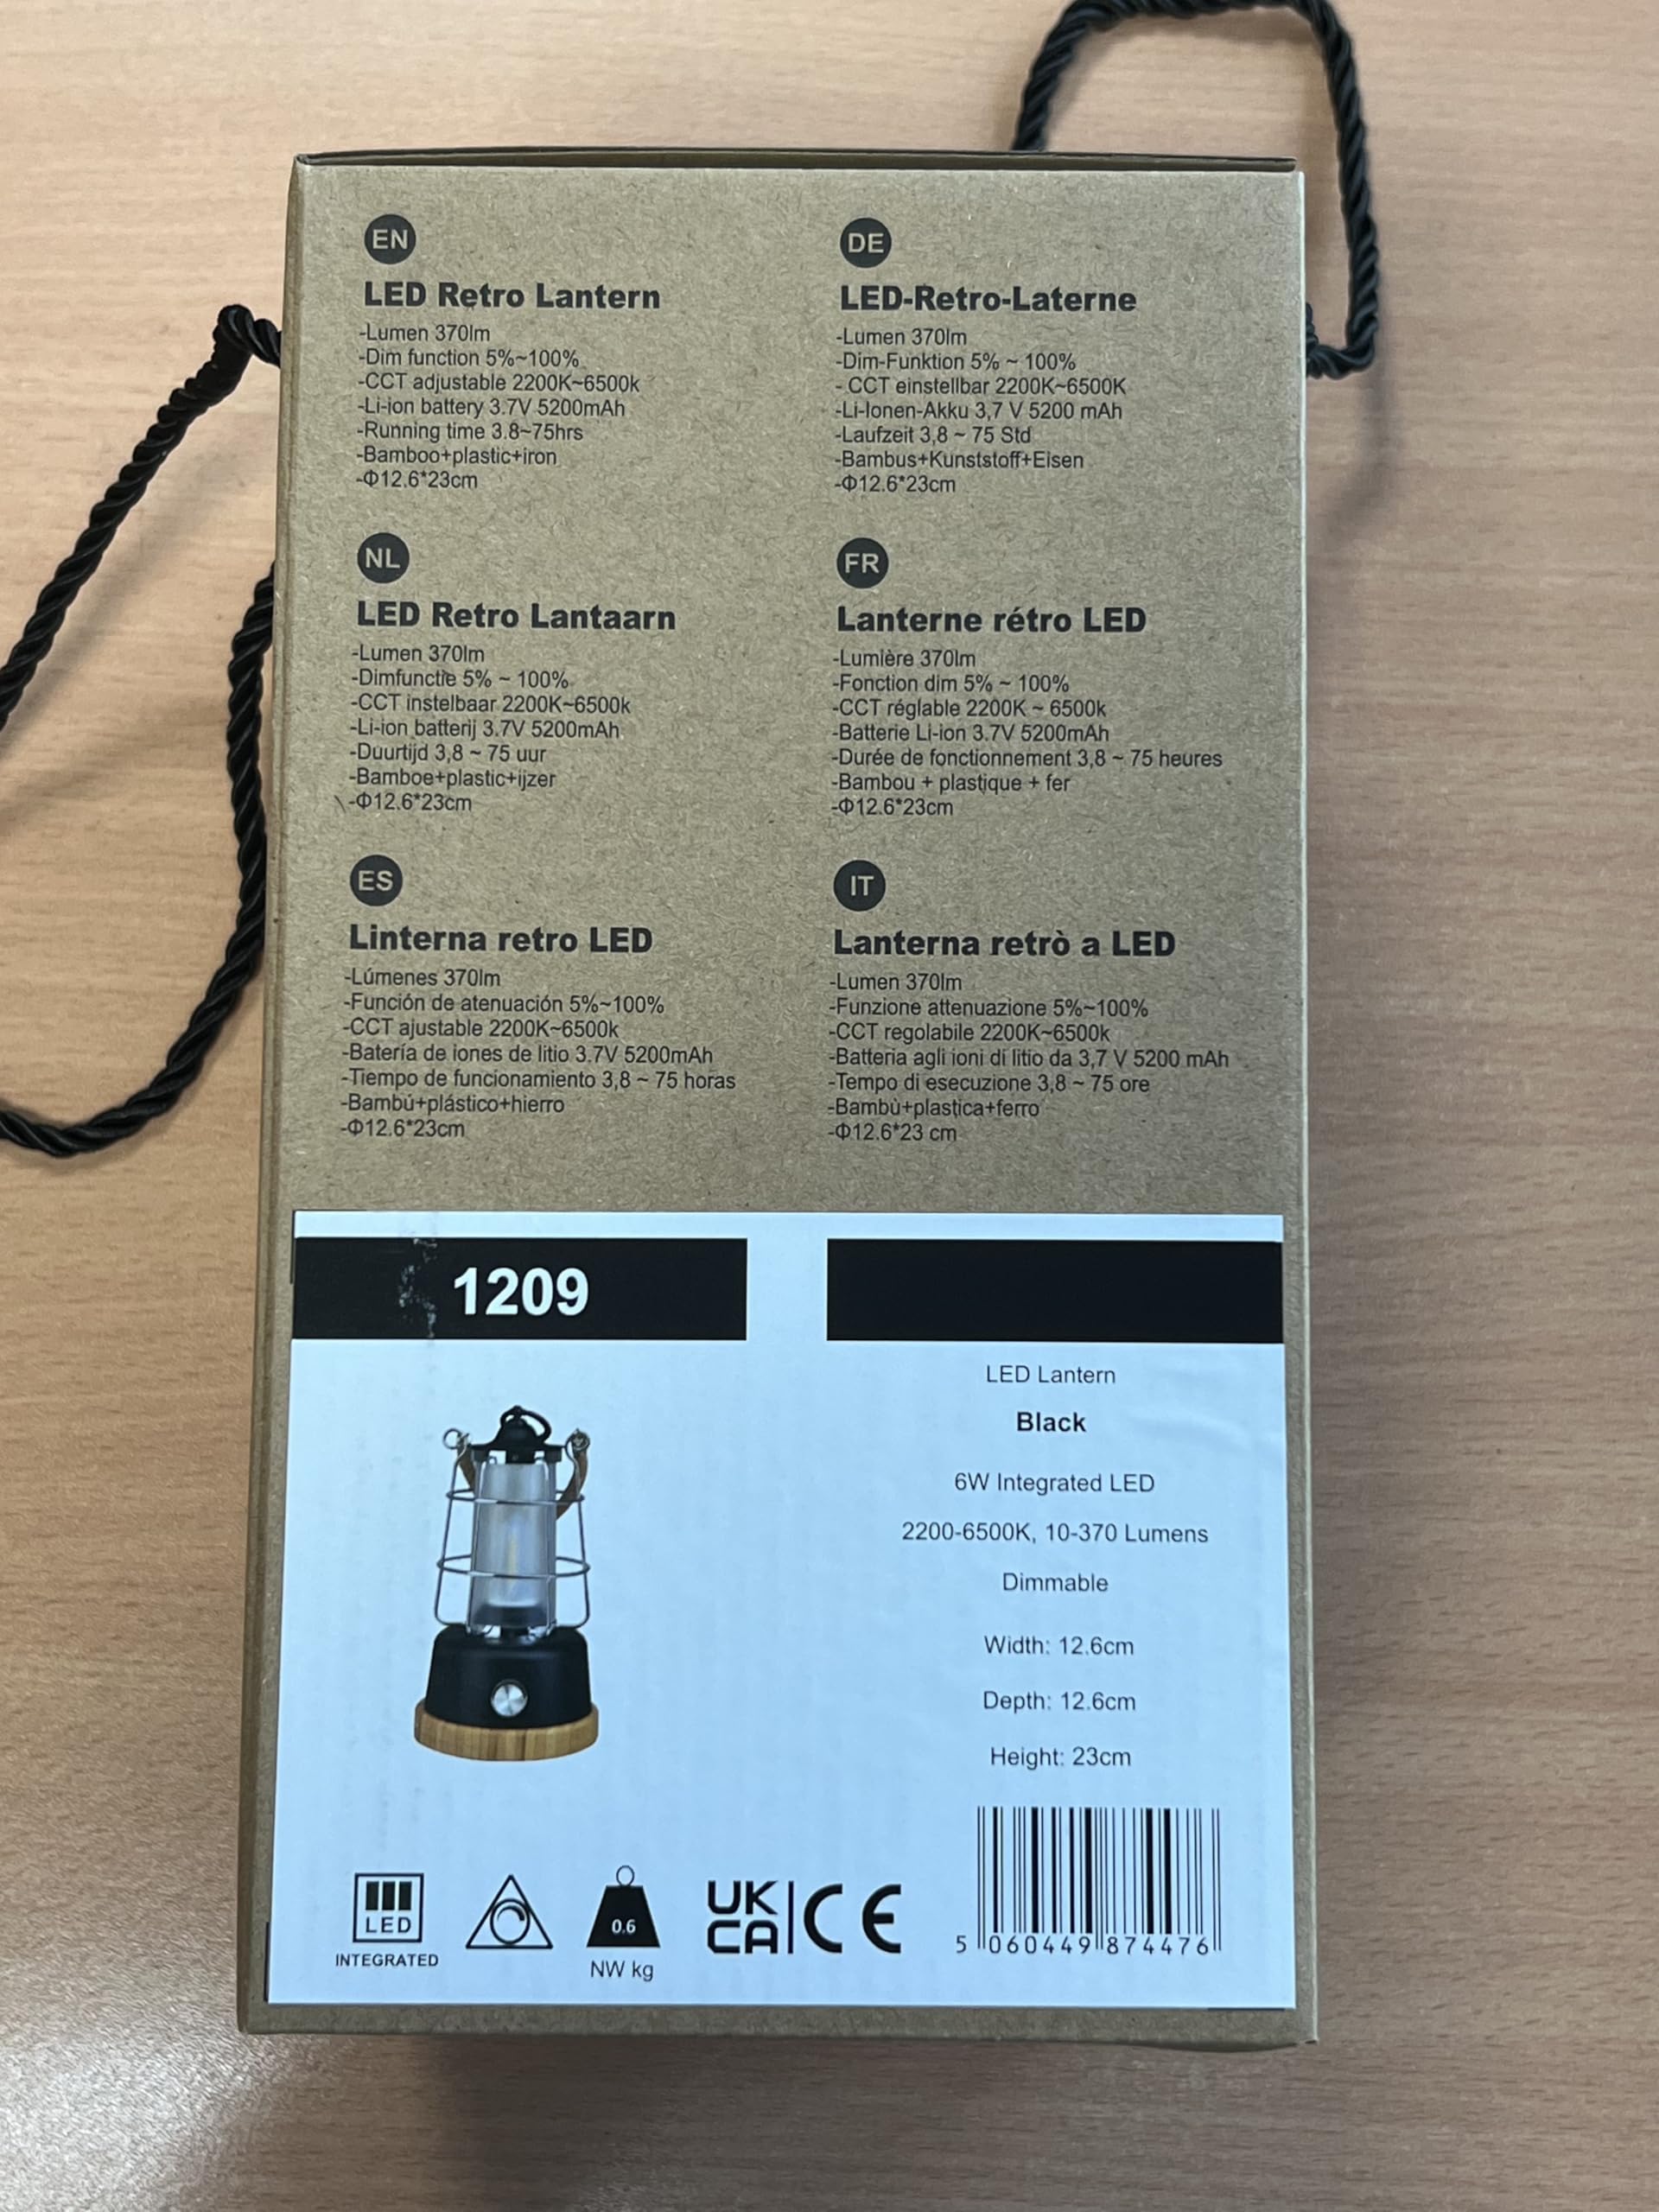 EN
LED Retro Lantern
-Lumen 370lm
-Dim function 5%~100%
-CCT adjustable 2200K~6500k
-Li-ion battery 3.7V 5200mAh
-Running time 3.8~75hrs
-Bamboo+plastic+iron
-Φ12.6*23cm
DE
LED-Retro-Laterne
-Lumen 370lm
-Dim-Funktion 5% ~ 100%
- CCT einstellbar 2200K~6500K
-Li-Ionen-Akku 3,7 V 5200 mAh
-Laufzeit 3,8 ~ 75 Std
-Bambus+Kunststoff+Eisen
-Φ12.6*23cm
NL
LED Retro Lantaarn
-Lumen 370lm
-Dimfunctie 5% ~ 100%
-CCT instelbaar 2200K~6500k
-Li-ion batterij 3.7V 5200mAh
-Duurtijd 3,8 ~ 75 uur
-Bamboe+plastic+ijzer
-Φ12.6*23cm
FR
Lanterne rétro LED
-Lumière 370lm
-Fonction dim 5% ~ 100%
-CCT réglable 2200K ~ 6500k
-Batterie Li-ion 3.7V 5200mAh
-Durée de fonctionnement 3,8 ~ 75 heures
-Bambou + plastique + fer
-Φ12.6*23cm
ES
Linterna retro LED
-Lúmenes 370lm
-Función de atenuación 5%~100%
-CCT ajustable 2200K~6500k
-Batería de iones de litio 3.7V 5200mAh
-Tiempo de funcionamiento 3,8 ~ 75 horas
-Bambú+plástico+hierro
-Φ12.6*23cm
IT
Lanterna retrò a LED
-Lumen 370lm
-Funzione attenuazione 5%~100%
-CCT regolabile 2200K~6500k
-Batteria agli ioni di litio da 3,7 V 5200 mAh
-Tempo di esecuzione 3,8 ~ 75 ore
-Bambù+plastica+ferro
-Φ12.6*23 cm
1209
LED Lantern
Black
6W Integrated LED
2200-6500K, 10-370 Lumens
Dimmable
Width: 12.6cm
Depth: 12.6cm
Height: 23cm
LED
INTEGRATED
0.6
NW kg
UK
CA
CE
5 060449 874476